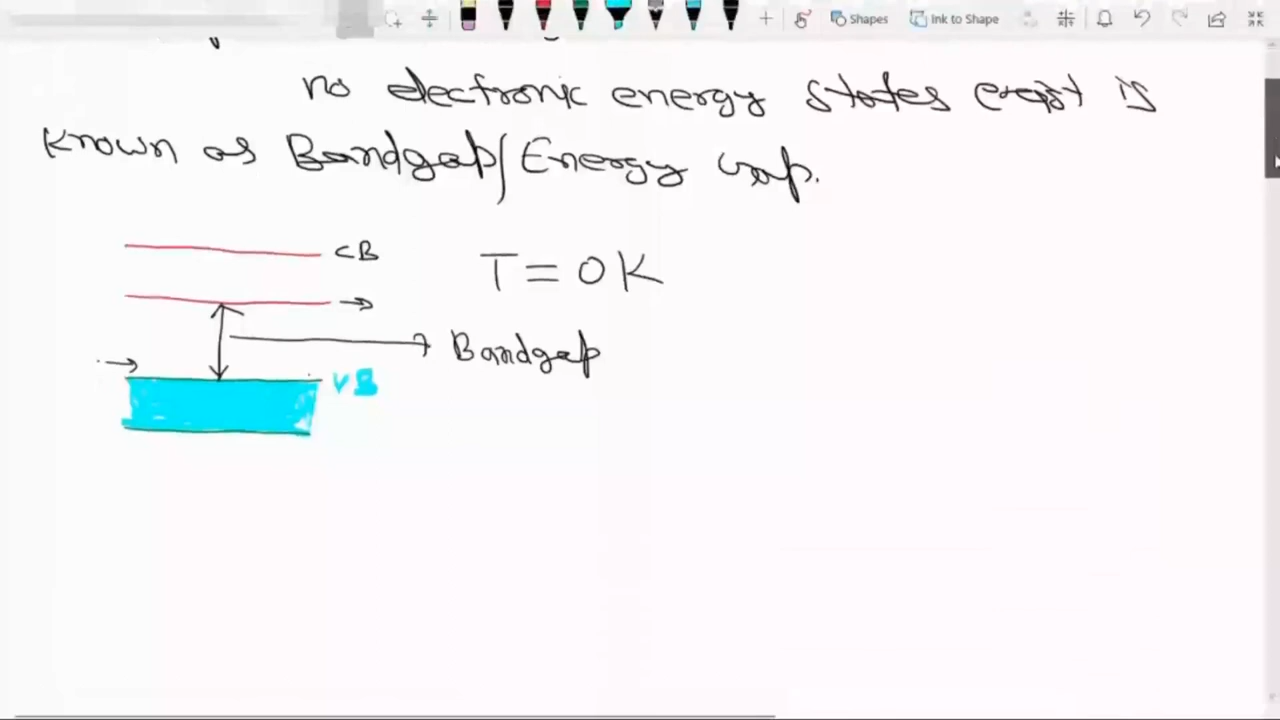 Shapes Ink to Shape
no electronic energy states exist is
known as Bandgap/Energy Gap.
CB
T = 0 K
Bandgap
VB